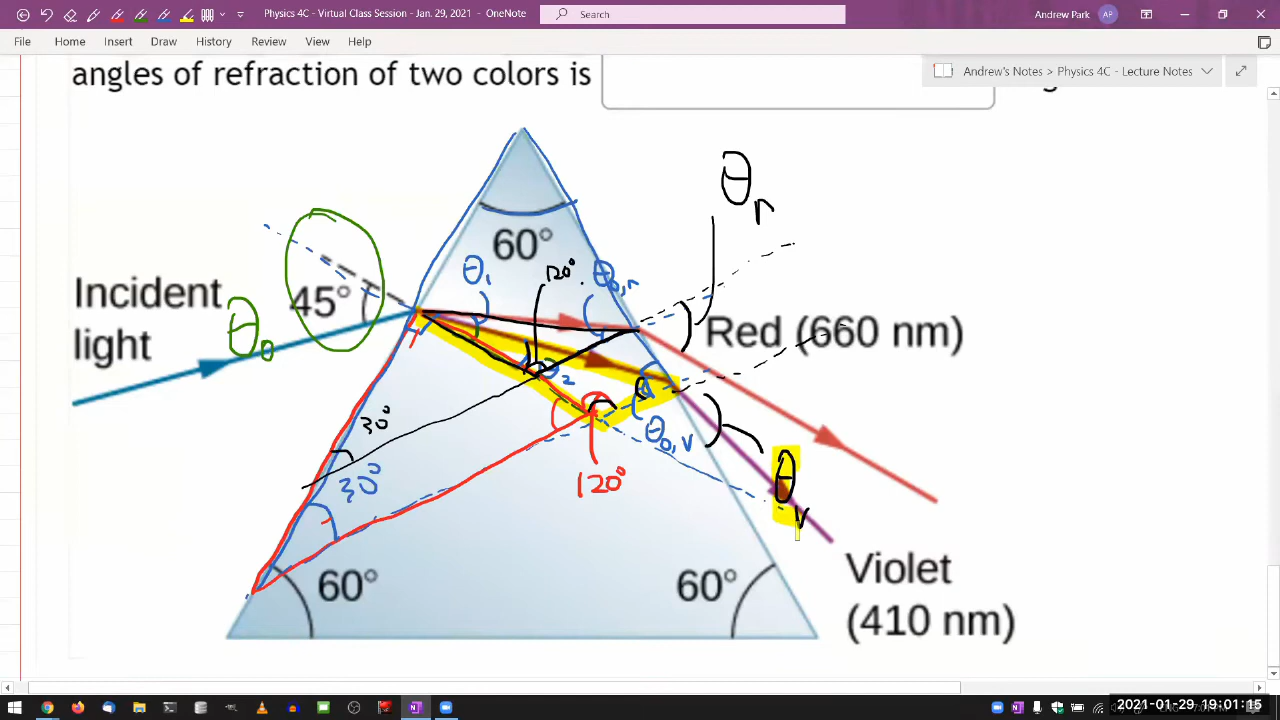 Physics 4C - Virtual Class Session - Jan. 29, 2021 - OneNote
Search
Andrew Park
AP
File Home Insert Draw History Review View Help
angles of refraction of two colors is
Andrew's Notes > Physics 4C - Lecture Notes
θr
60°
θ1
120°
θ0,r
Incident
light
45°
θ0
Red (660 nm)
θ2
30°
30°
θ0,v
120°
θv
60°
60°
Violet
(410 nm)
2021-01-29 19:01:15